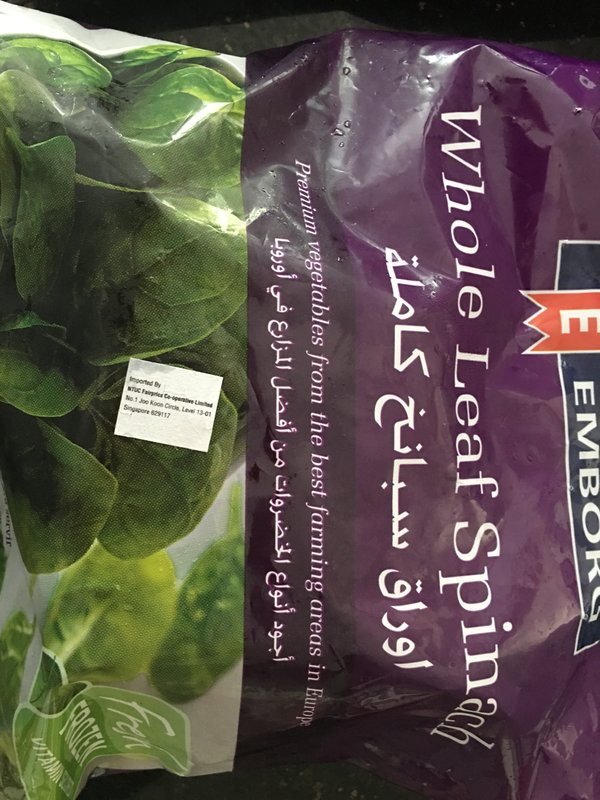 E
EMBORG
Whole Leaf Spinach
اوراق سبانخ كاملة
Premium vegetables from the best farming areas in Europe
أجود أنواع الخضروات من أفضل المزارع في أوروبا
Imported By
NTUC Fairprice Co-operative Limited
No.1 Joo Koon Circle, Level 13-01
Singapore 629117
Fresh
FROZEN
VITAMIN